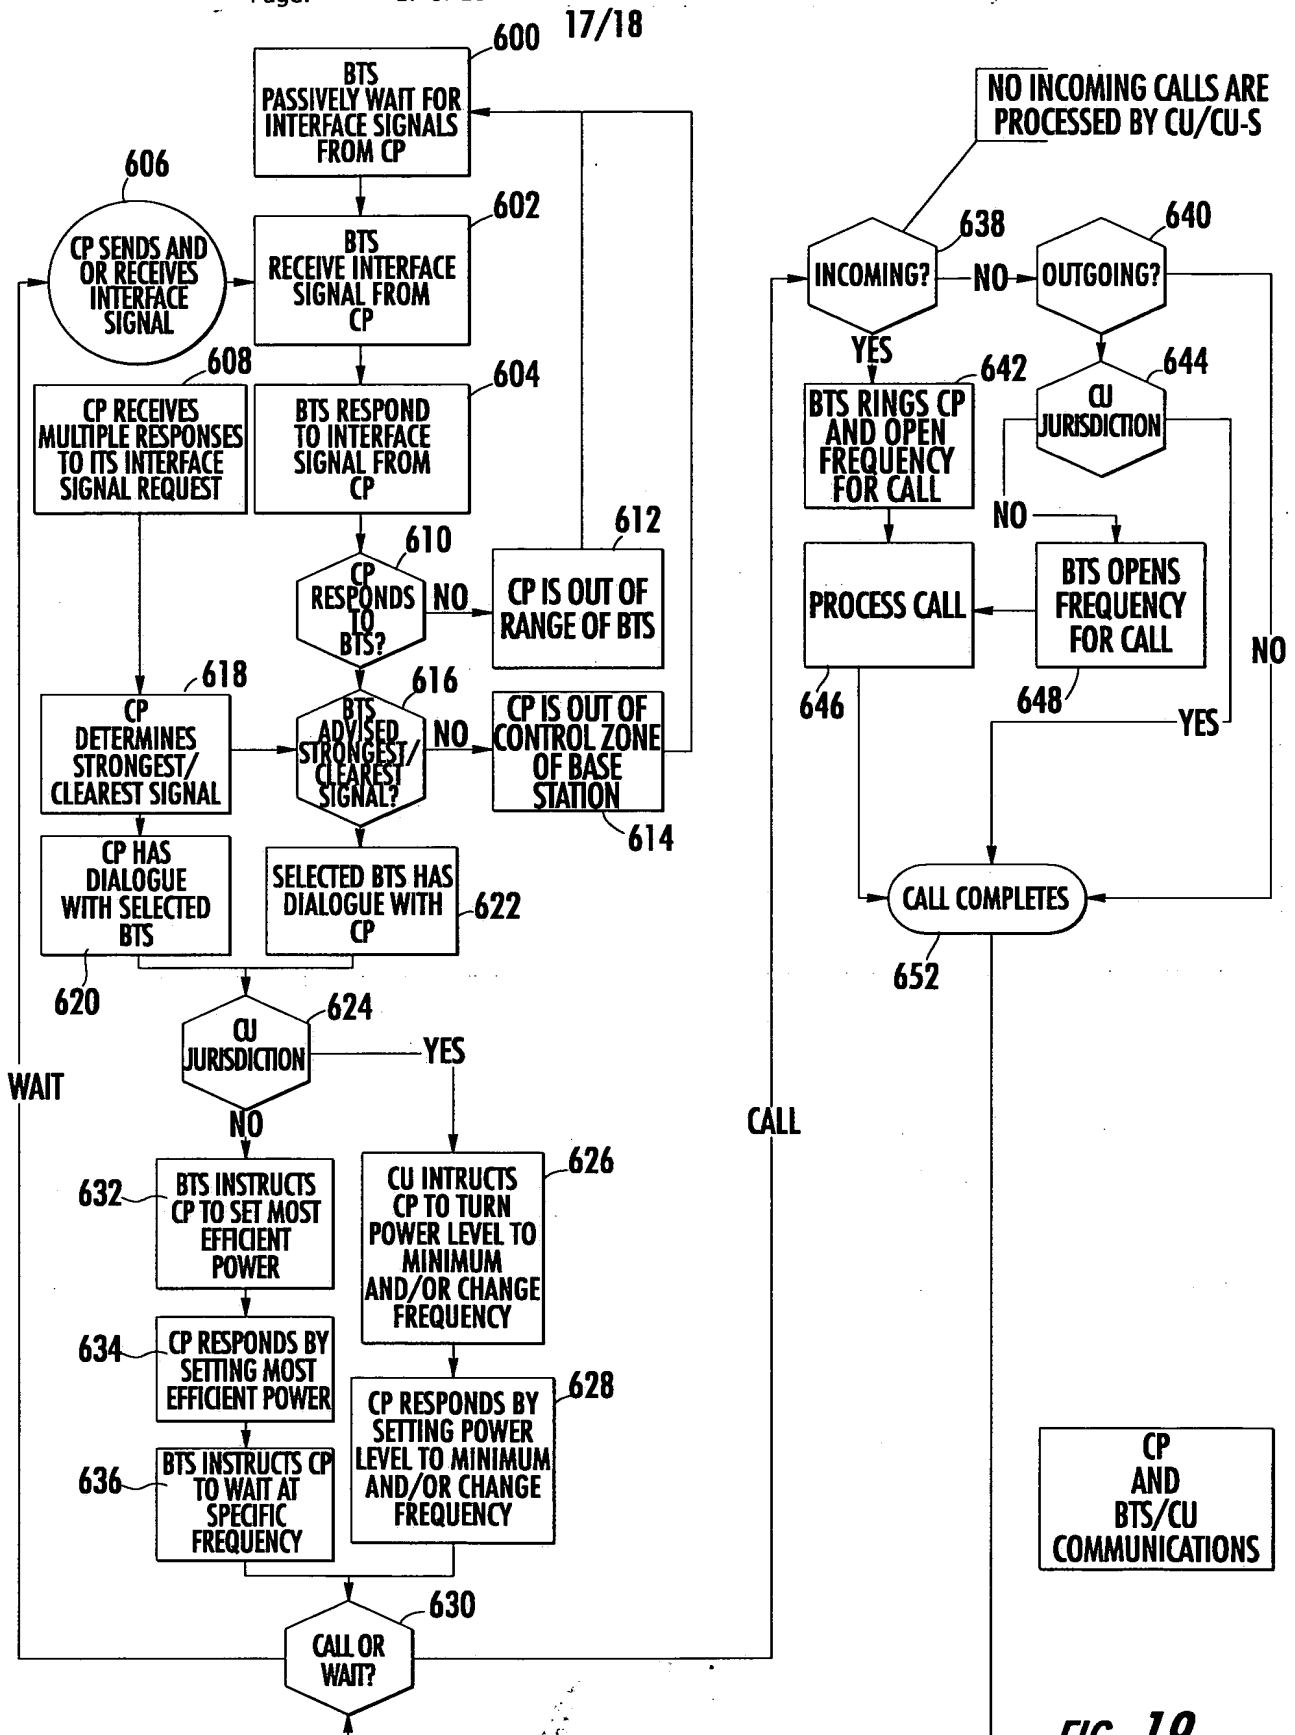 17/18
600
BTS
PASSIVELY WAIT FOR
INTERFACE SIGNALS
FROM CP
606
CP SENDS AND
OR RECEIVES
INTERFACE
SIGNAL
602
BTS
RECEIVE INTERFACE
SIGNAL FROM
CP
608
CP RECEIVES
MULTIPLE RESPONSES
TO ITS INTERFACE
SIGNAL REQUEST
604
BTS RESPOND
TO INTERFACE
SIGNAL FROM
CP
610
CP
RESPONDS
TO
BTS?
NO
612
CP IS OUT OF
RANGE OF BTS
618
CP
DETERMINES
STRONGEST/
CLEAREST SIGNAL
616
BTS
ADVISED
STRONGEST/
CLEAREST
SIGNAL?
NO
CP IS OUT OF
CONTROL ZONE
OF BASE
STATION
614
CP HAS
DIALOGUE
WITH SELECTED
BTS
620
SELECTED BTS HAS
DIALOGUE WITH
CP
622
624
CU
JURISDICTION
YES
NO
WAIT
632
BTS INSTRUCTS
CP TO SET MOST
EFFICIENT
POWER
626
CU INTRUCTS
CP TO TURN
POWER LEVEL TO
MINIMUM
AND/OR CHANGE
FREQUENCY
634
CP RESPONDS BY
SETTING MOST
EFFICIENT POWER
628
CP RESPONDS BY
SETTING POWER
LEVEL TO MINIMUM
AND/OR CHANGE
FREQUENCY
636
BTS INSTRUCTS CP
TO WAIT AT
SPECIFIC
FREQUENCY
630
CALL OR
WAIT?
CALL
NO INCOMING CALLS ARE
PROCESSED BY CU/CU-S
638
INCOMING?
NO
640
OUTGOING?
YES
642
BTS RINGS CP
AND OPEN
FREQUENCY
FOR CALL
644
CU
JURISDICTION
NO
PROCESS CALL
646
BTS OPENS
FREQUENCY
FOR CALL
648
NO
YES
CALL COMPLETES
652
CP
AND
BTS/CU
COMMUNICATIONS
FIG. 19